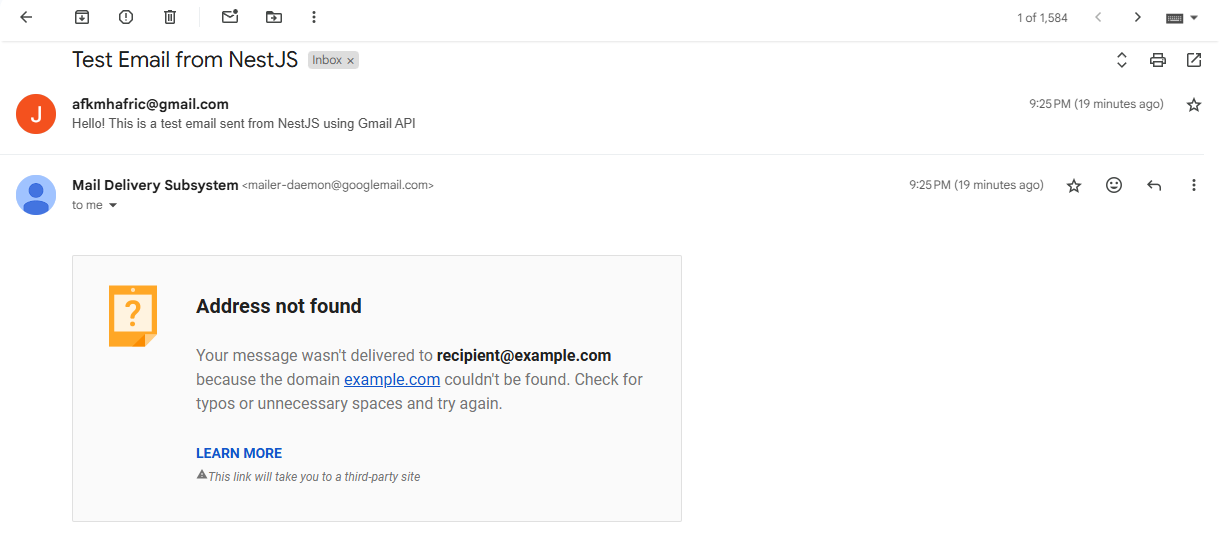 1 of 1,584
Test Email from NestJS Inbox ×
J
afkmhafric@gmail.com 9:25 PM (19 minutes ago)
Hello! This is a test email sent from NestJS using Gmail API
Mail Delivery Subsystem <mailer-daemon@googlemail.com> 9:25 PM (19 minutes ago)
to me
?
Address not found
Your message wasn't delivered to recipient@example.com
because the domain example.com couldn't be found. Check for
typos or unnecessary spaces and try again.
LEARN MORE
This link will take you to a third-party site